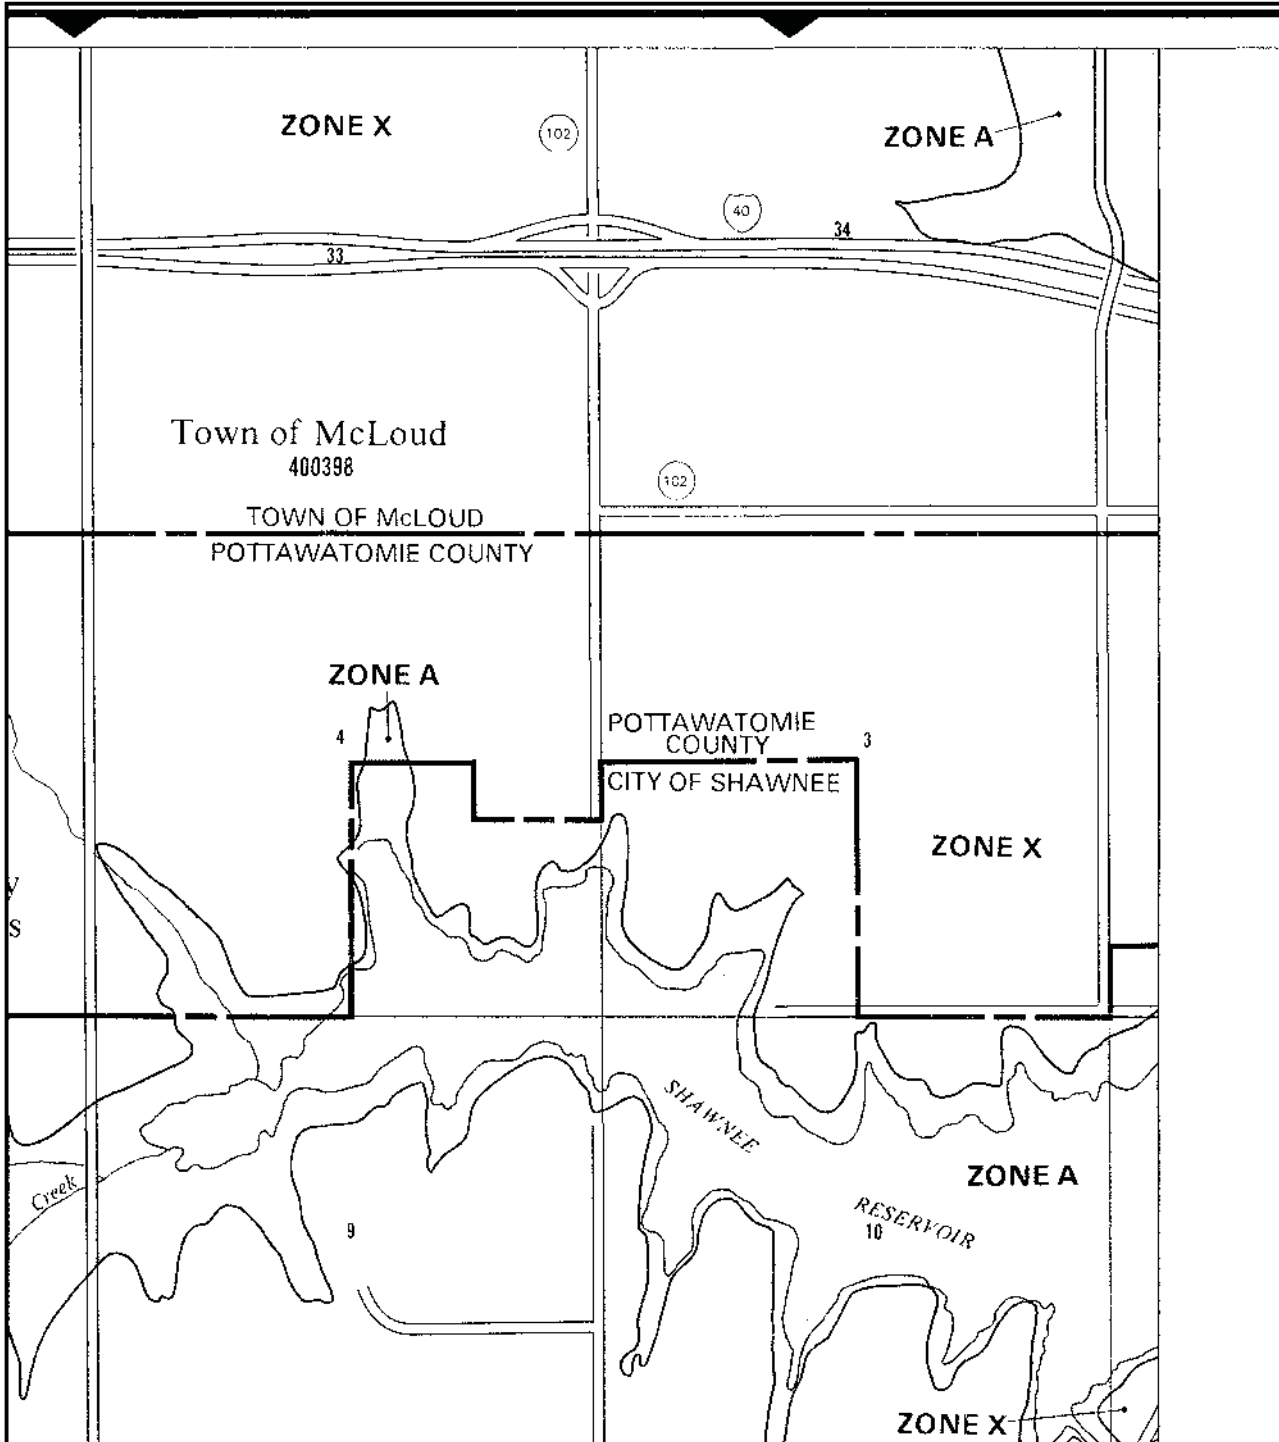 ZONE X
102
ZONE A
40
34
33
Town of McLoud
400398
102
TOWN OF McLOUD
POTTAWATOMIE COUNTY
ZONE A
4
POTTAWATOMIE
COUNTY
3
CITY OF SHAWNEE
ZONE X
s
SHAWNEE
ZONE A
Creek
RESERVOIR
10
9
ZONE X